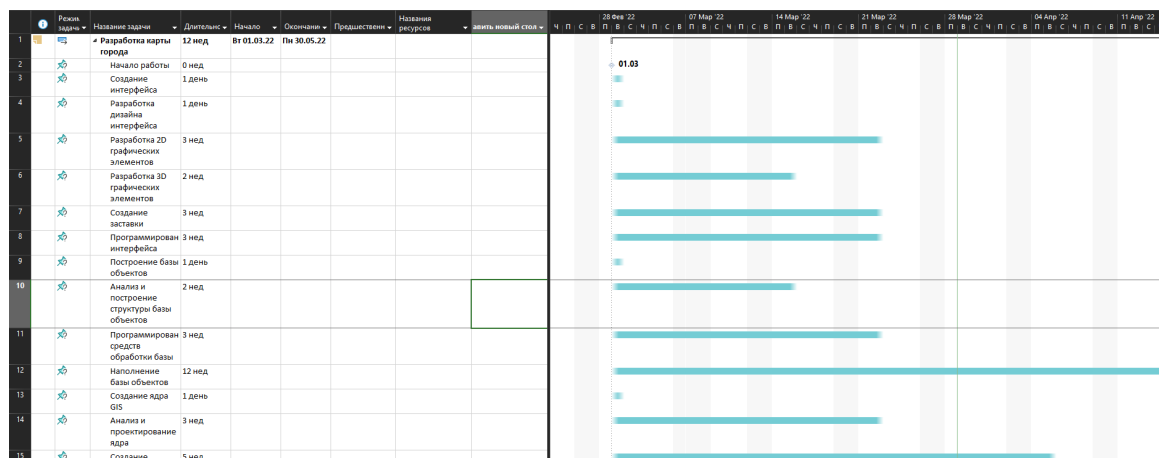 Режим задачи
Название задачи
Длительнс
Начало
Окончани
Предшественн
Названия ресурсов
авить новый стол
28 Фев '22 07 Мар '22 14 Мар '22 21 Мар '22 28 Мар '22 04 Апр '22 11 Апр '22
Ч П С В П В С Ч П С В П В С Ч П С В П В С Ч П С В П В С Ч П С В П В С Ч П С В П В С Ч П С В П В С
1 Разработка карты города 12 нед Вт 01.03.22 Пн 30.05.22
2 Начало работы 0 нед 01.03
3 Создание интерфейса 1 день
4 Разработка дизайна интерфейса 1 день
5 Разработка 2D графических элементов 3 нед
6 Разработка 3D графических элементов 2 нед
7 Создание заставки 3 нед
8 Программирован интерфейса 3 нед
9 Построение базы объектов 1 день
10 Анализ и построение структуры базы объектов 2 нед
11 Программирован средств обработки базы 3 нед
12 Наполнение базы объектов 12 нед
13 Создание ядра GIS 1 день
14 Анализ и проектирование ядра 3 нед
15 Создание 5 нед